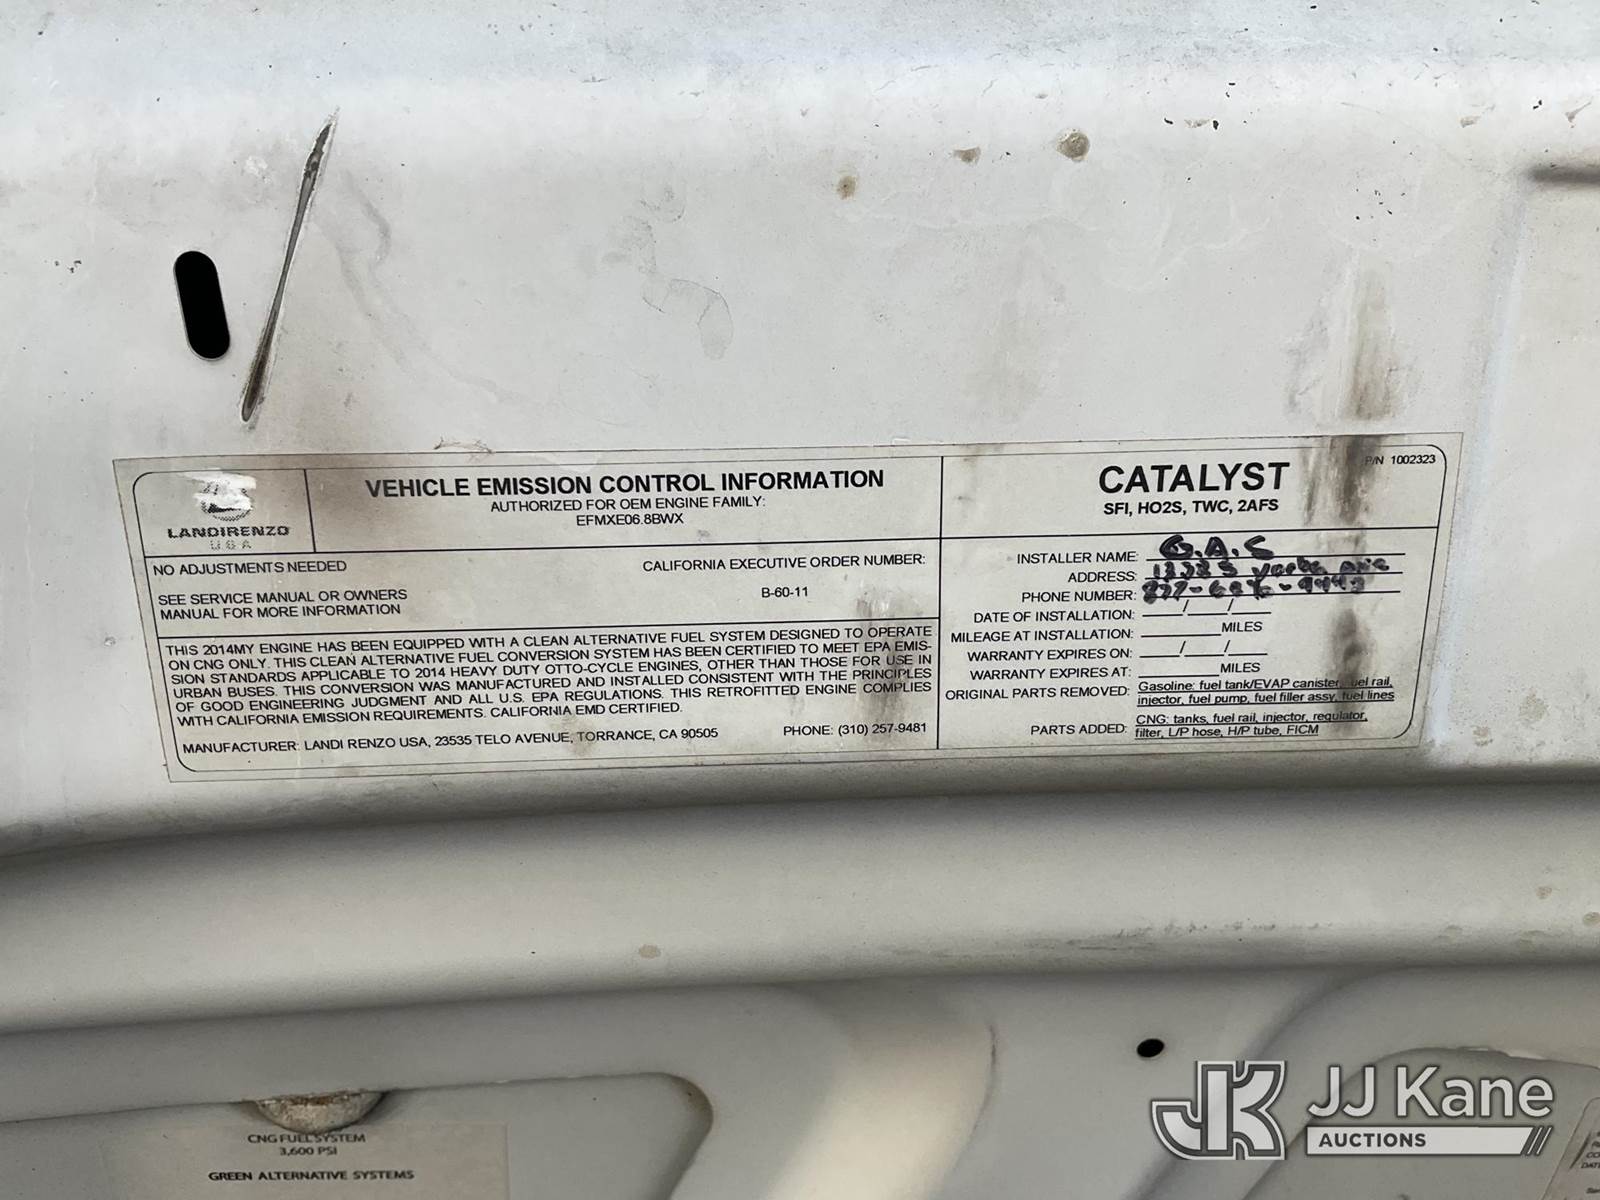 LANDIRENZO
U S A
VEHICLE EMISSION CONTROL INFORMATION
AUTHORIZED FOR OEM ENGINE FAMILY:
EFMXE06.8BWX
NO ADJUSTMENTS NEEDED
SEE SERVICE MANUAL OR OWNERS
MANUAL FOR MORE INFORMATION
CALIFORNIA EXECUTIVE ORDER NUMBER:
B-60-11
THIS 2014MY ENGINE HAS BEEN EQUIPPED WITH A CLEAN ALTERNATIVE FUEL SYSTEM DESIGNED TO OPERATE
ON CNG ONLY. THIS CLEAN ALTERNATIVE FUEL CONVERSION SYSTEM HAS BEEN CERTIFIED TO MEET EPA EMIS-
SION STANDARDS APPLICABLE TO 2014 HEAVY DUTY OTTO-CYCLE ENGINES, OTHER THAN THOSE FOR USE IN
URBAN BUSES. THIS CONVERSION WAS MANUFACTURED AND INSTALLED CONSISTENT WITH THE PRINCIPLES
OF GOOD ENGINEERING JUDGMENT AND ALL U.S. EPA REGULATIONS. THIS RETROFITTED ENGINE COMPLIES
WITH CALIFORNIA EMISSION REQUIREMENTS. CALIFORNIA EMD CERTIFIED.
MANUFACTURER: LANDI RENZO USA, 23535 TELO AVENUE, TORRANCE, CA 90505
PHONE: (310) 257-9481
P/N 1002323
CATALYST
SFI, HO2S, TWC, 2AFS
INSTALLER NAME: G.A.S
ADDRESS:
PHONE NUMBER:
DATE OF INSTALLATION: / /
MILEAGE AT INSTALLATION: MILES
WARRANTY EXPIRES ON: / /
WARRANTY EXPIRES AT: MILES
ORIGINAL PARTS REMOVED: Gasoline: fuel tank/EVAP canister, fuel rail,
injector, fuel pump, fuel filler assy, fuel lines
PARTS ADDED: CNG: tanks, fuel rail, injector, regulator,
filter, L/P hose, H/P tube, FICM
CNG FUEL SYSTEM
3,600 PSI
GREEN ALTERNATIVE SYSTEMS
JK JJ Kane
AUCTIONS